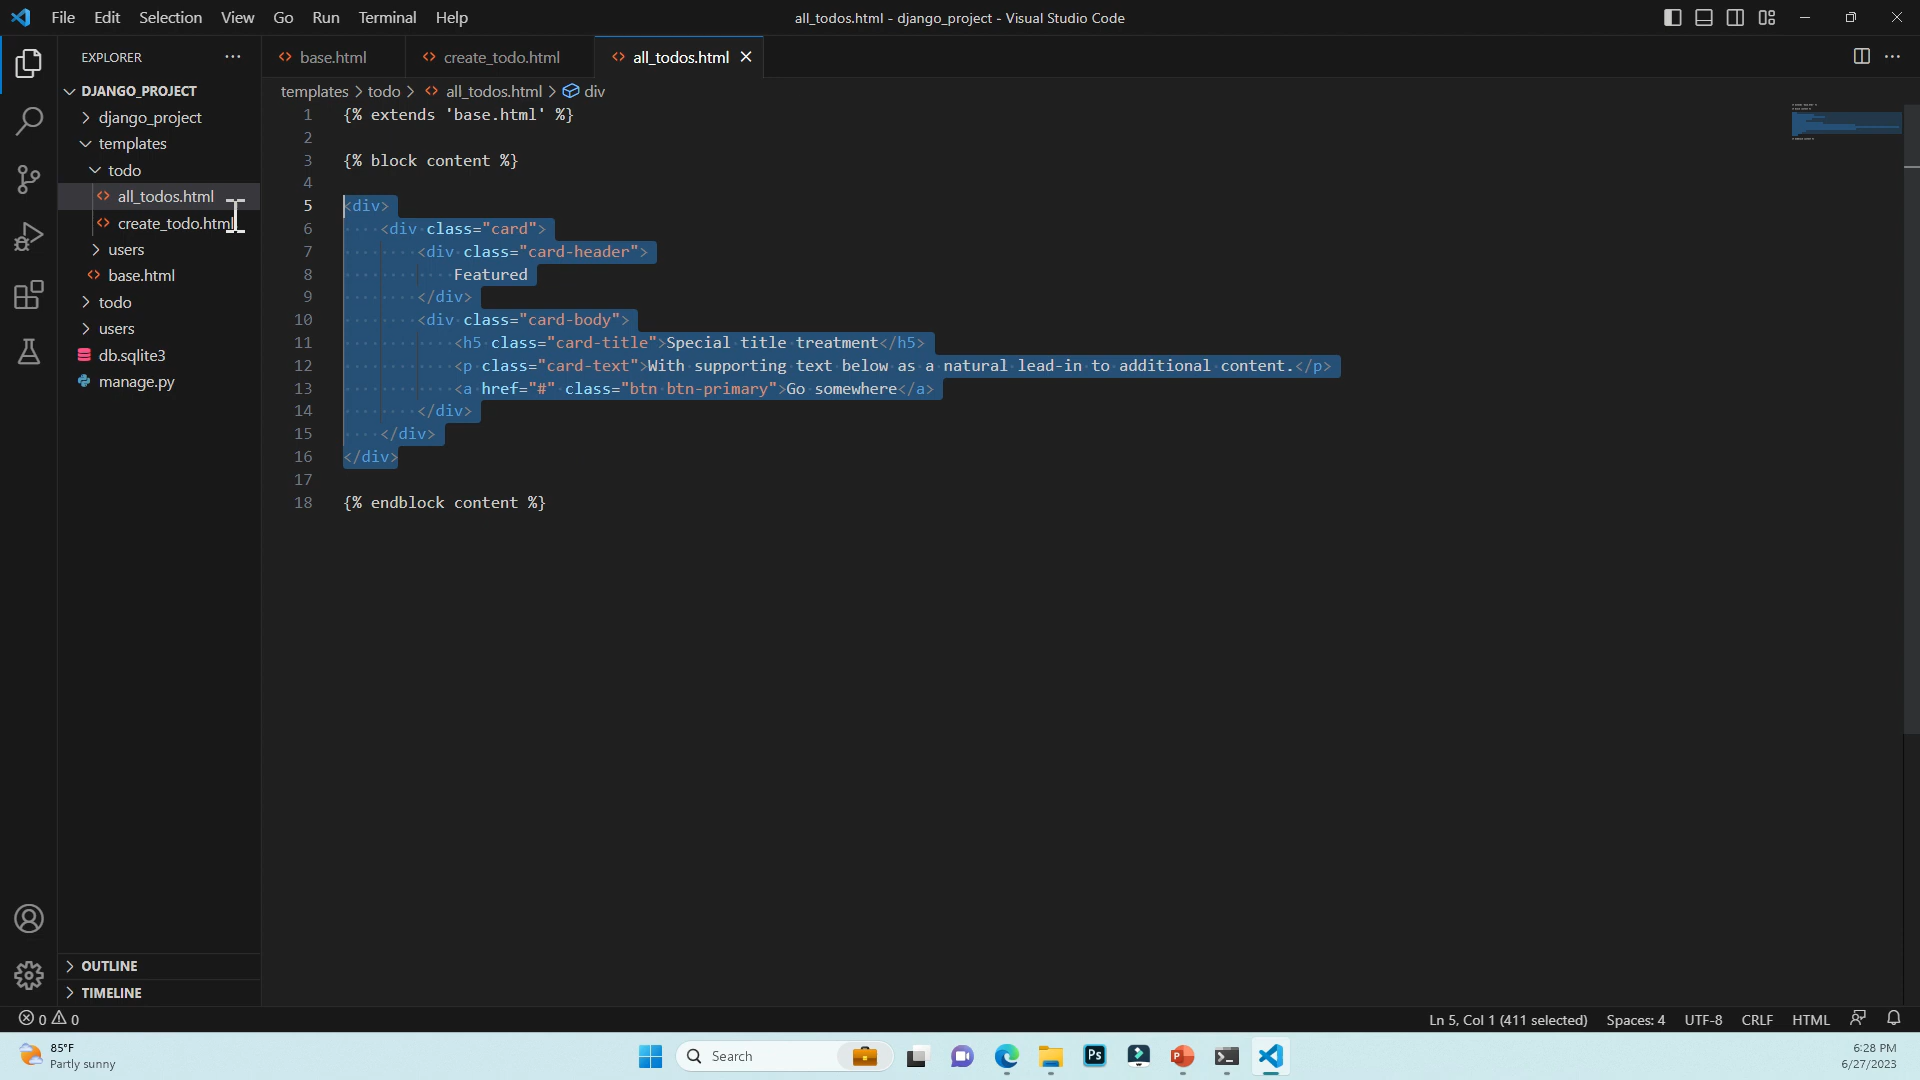 File Edit Selection View Go Run Terminal Help
all_todos.html - django_project - Visual Studio Code
EXPLORER
DJANGO_PROJECT
django_project
templates
todo
all_todos.html
create_todo.html
users
base.html
todo
users
db.sqlite3
manage.py
OUTLINE
TIMELINE
base.html create_todo.html all_todos.html
templates > todo > all_todos.html > div
1 {% extends 'base.html' %}
2
3 {% block content %}
4
5 <div>
6 <div class="card">
7 <div class="card-header">
8 Featured
9 </div>
10 <div class="card-body">
11 <h5 class="card-title">Special title treatment</h5>
12 <p class="card-text">With supporting text below as a natural lead-in to additional content.</p>
13 <a href="#" class="btn btn-primary">Go somewhere</a>
14 </div>
15 </div>
16 </div>
17
18 {% endblock content %}
0 0
Ln 5, Col 1 (411 selected) Spaces: 4 UTF-8 CRLF HTML
85°F
Partly sunny
Search
Ps
6:28 PM
6/27/2023